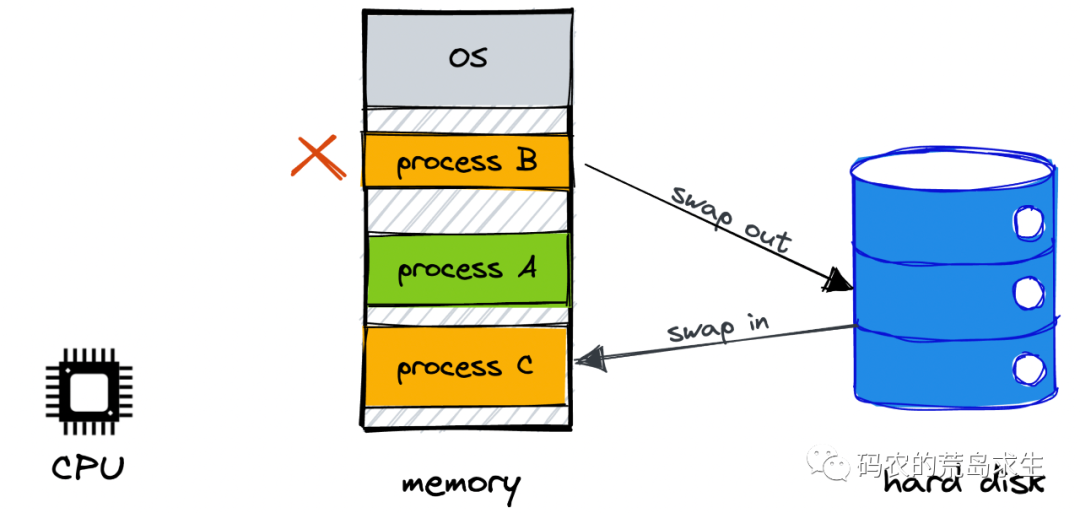 OS
process B
swap out
process A
swap in
process C
CPU
memory
码农的荒岛求生
hard disk